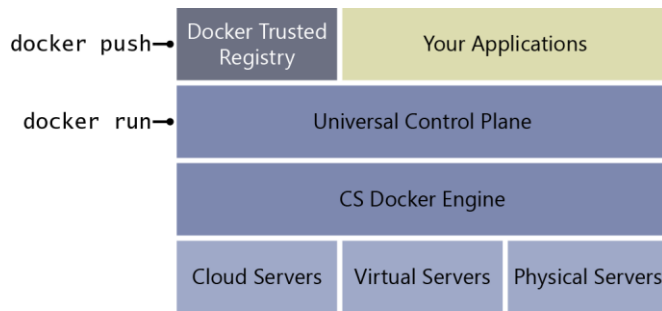 docker push
Docker Trusted
Registry
Your Applications
docker run
Universal Control Plane
CS Docker Engine
Cloud Servers
Virtual Servers
Physical Servers